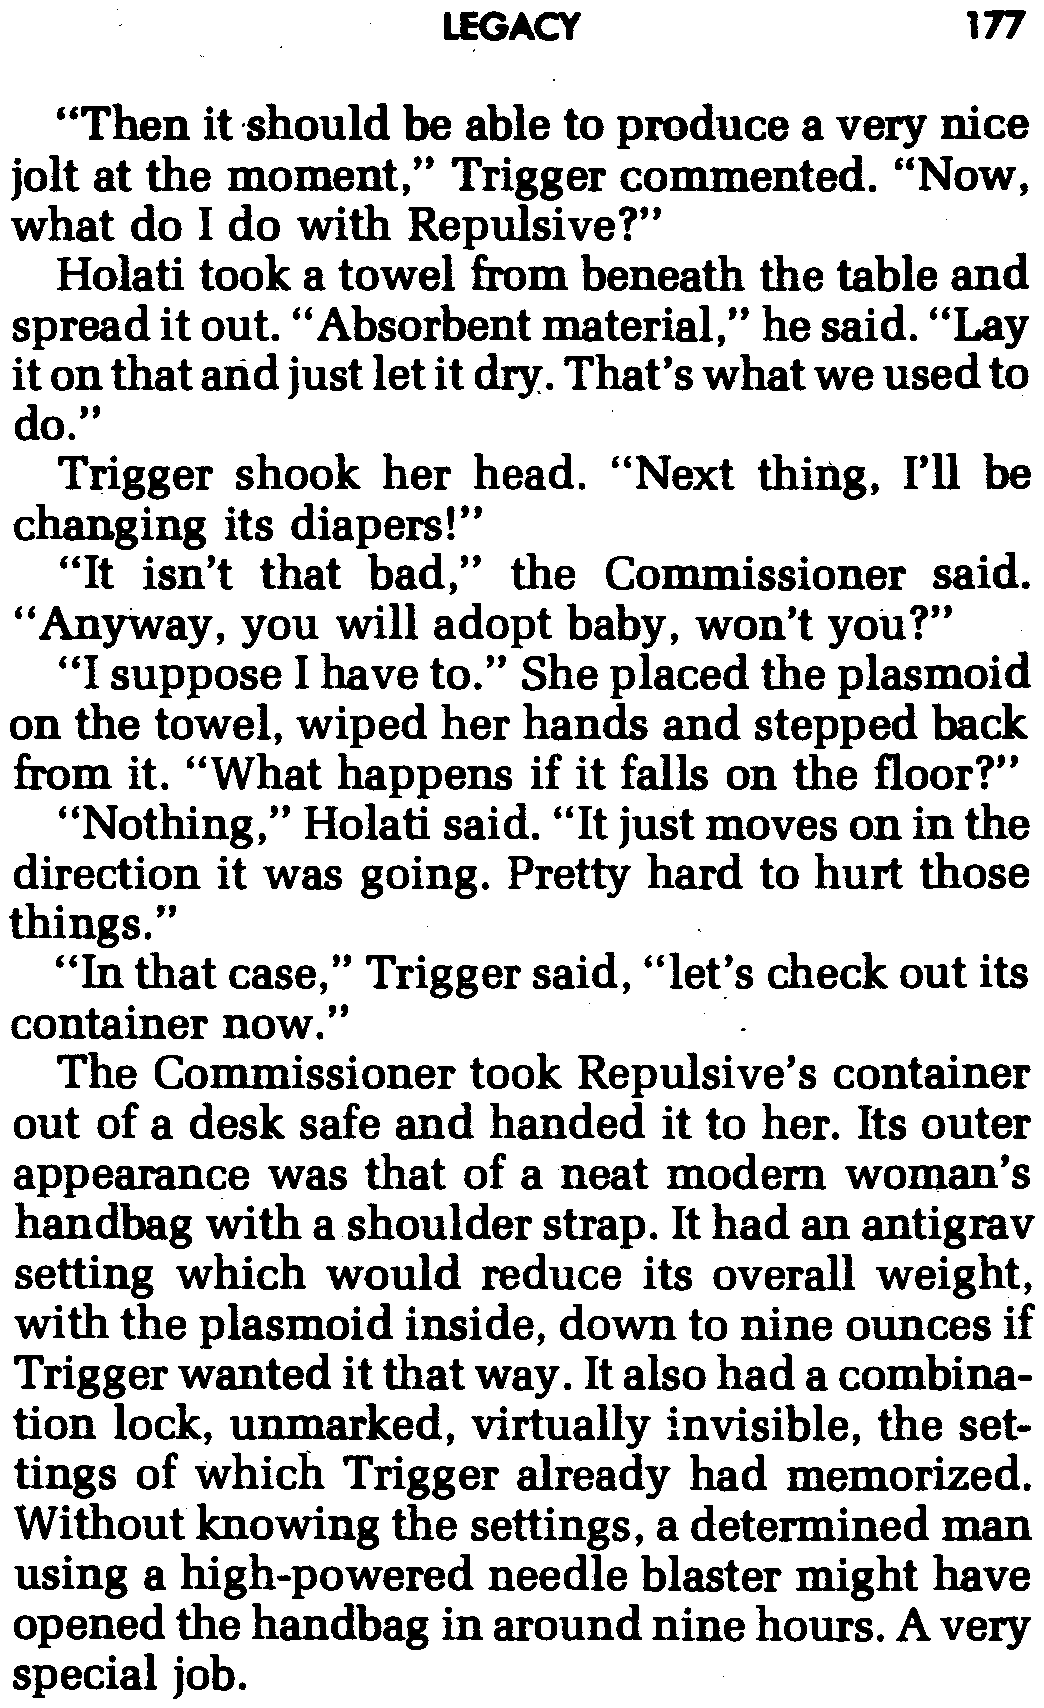 LEGACY 177
“Then it should be able to produce a very nice
jolt at the moment,” Trigger commented. “Now,
what do I do with Repulsive?”
Holati took a towel from beneath the table and
spread it out. “Absorbent material,” he said. “Lay
it on that and just let it dry. That’s what we used to
do.”
Trigger shook her head. “Next thing, I’ll be
changing its diapers!”
“It isn’t that bad,” the Commissioner said.
“Anyway, you will adopt baby, won’t you?”
“I suppose I have to.” She placed the plasmoid
on the towel, wiped her hands and stepped back
from it. “What happens if it falls on the floor?”
“Nothing,” Holati said. “It just moves on in the
direction it was going. Pretty hard to hurt those
things.”
“In that case,” Trigger said, “let’s check out its
container now.”
The Commissioner took Repulsive’s container
out of a desk safe and handed it to her. Its outer
appearance was that of a neat modern woman’s
handbag with a shoulder strap. It had an antigrav
setting which would reduce its overall weight,
with the plasmoid inside, down to nine ounces if
Trigger wanted it that way. It also had a combina-
tion lock, unmarked, virtually invisible, the set-
tings of which Trigger already had memorized.
Without knowing the settings, a determined man
using a high-powered needle blaster might have
opened the handbag in around nine hours. A very
special job.